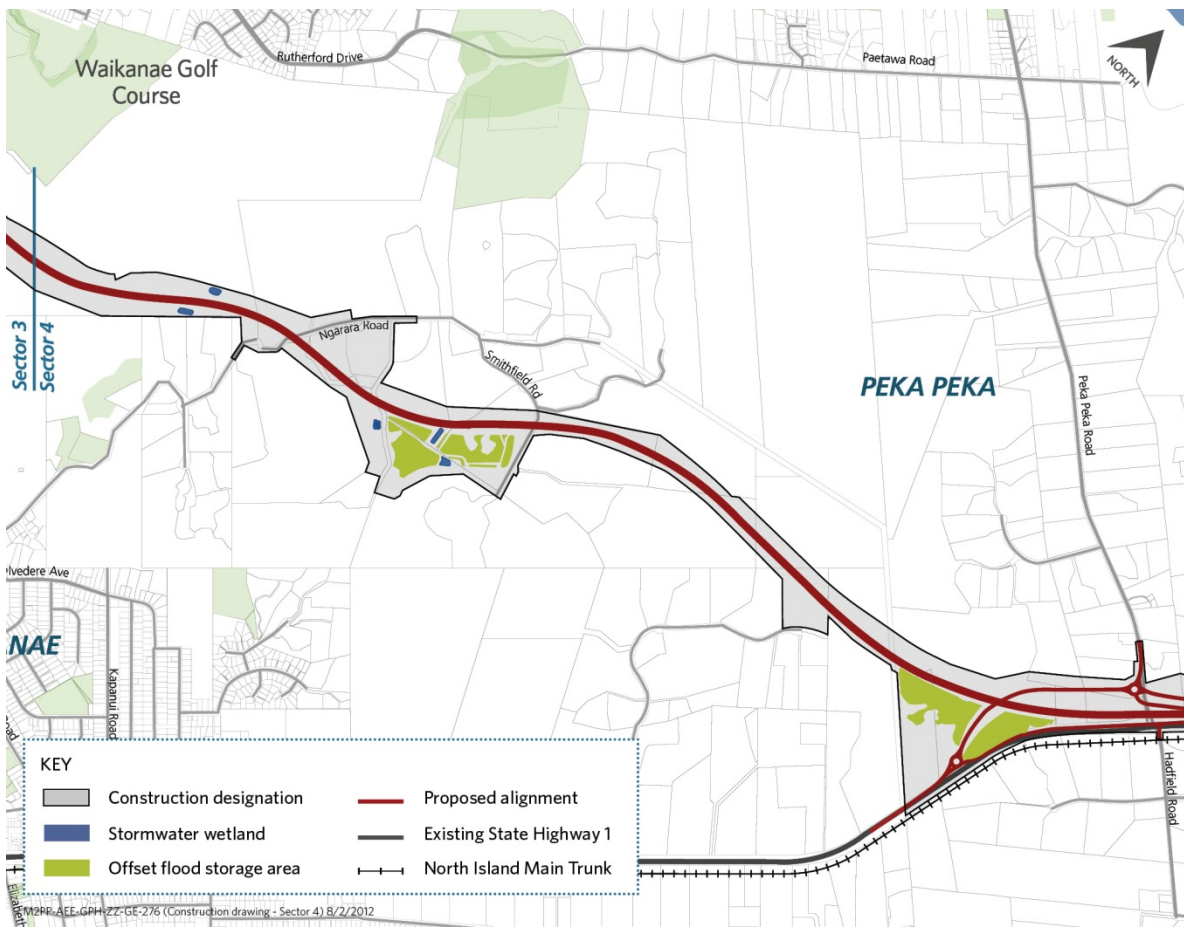 Rutherford Drive
Paetawa Road
Waikanae Golf
Course
NORTH
Sector 3
Sector 4
Ngarara Road
Smithfield Rd
PEKA PEKA
Peka Peka Road
elvedere Ave
NAE
Kapanui Road
Road
Hadfield Road
KEY
Construction designation
Proposed alignment
Stormwater wetland
Existing State Highway 1
Offset flood storage area
North Island Main Trunk
Elizabeth
M2PP-AEE-GPH-ZZ-GE-276 (Construction drawing - Sector 4) 8/2/2012